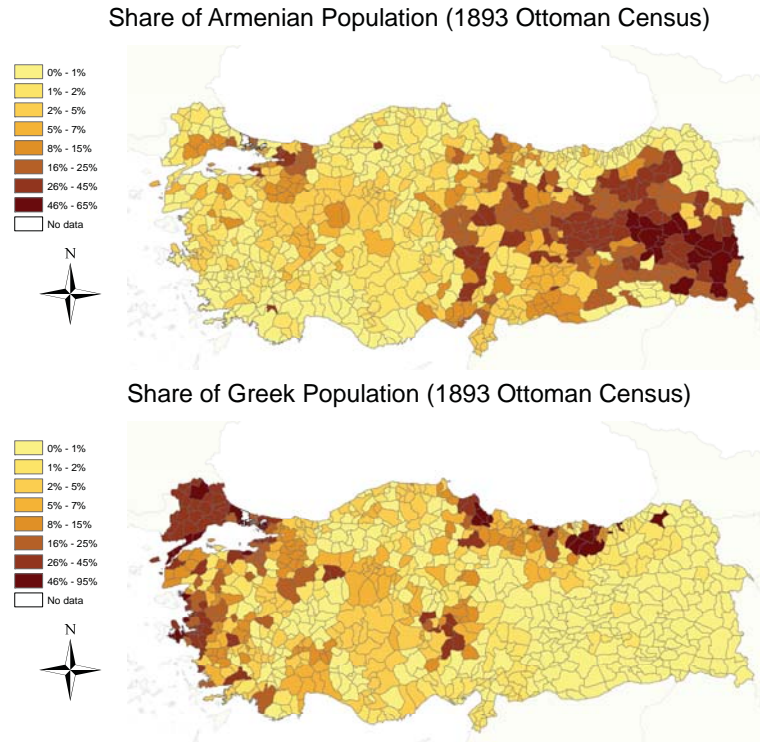 Share of Armenian Population (1893 Ottoman Census)
0% - 1%
1% - 2%
2% - 5%
5% - 7%
8% - 15%
16% - 25%
26% - 45%
46% - 65%
No data
N
Share of Greek Population (1893 Ottoman Census)
0% - 1%
1% - 2%
2% - 5%
5% - 7%
8% - 15%
16% - 25%
26% - 45%
46% - 95%
No data
N